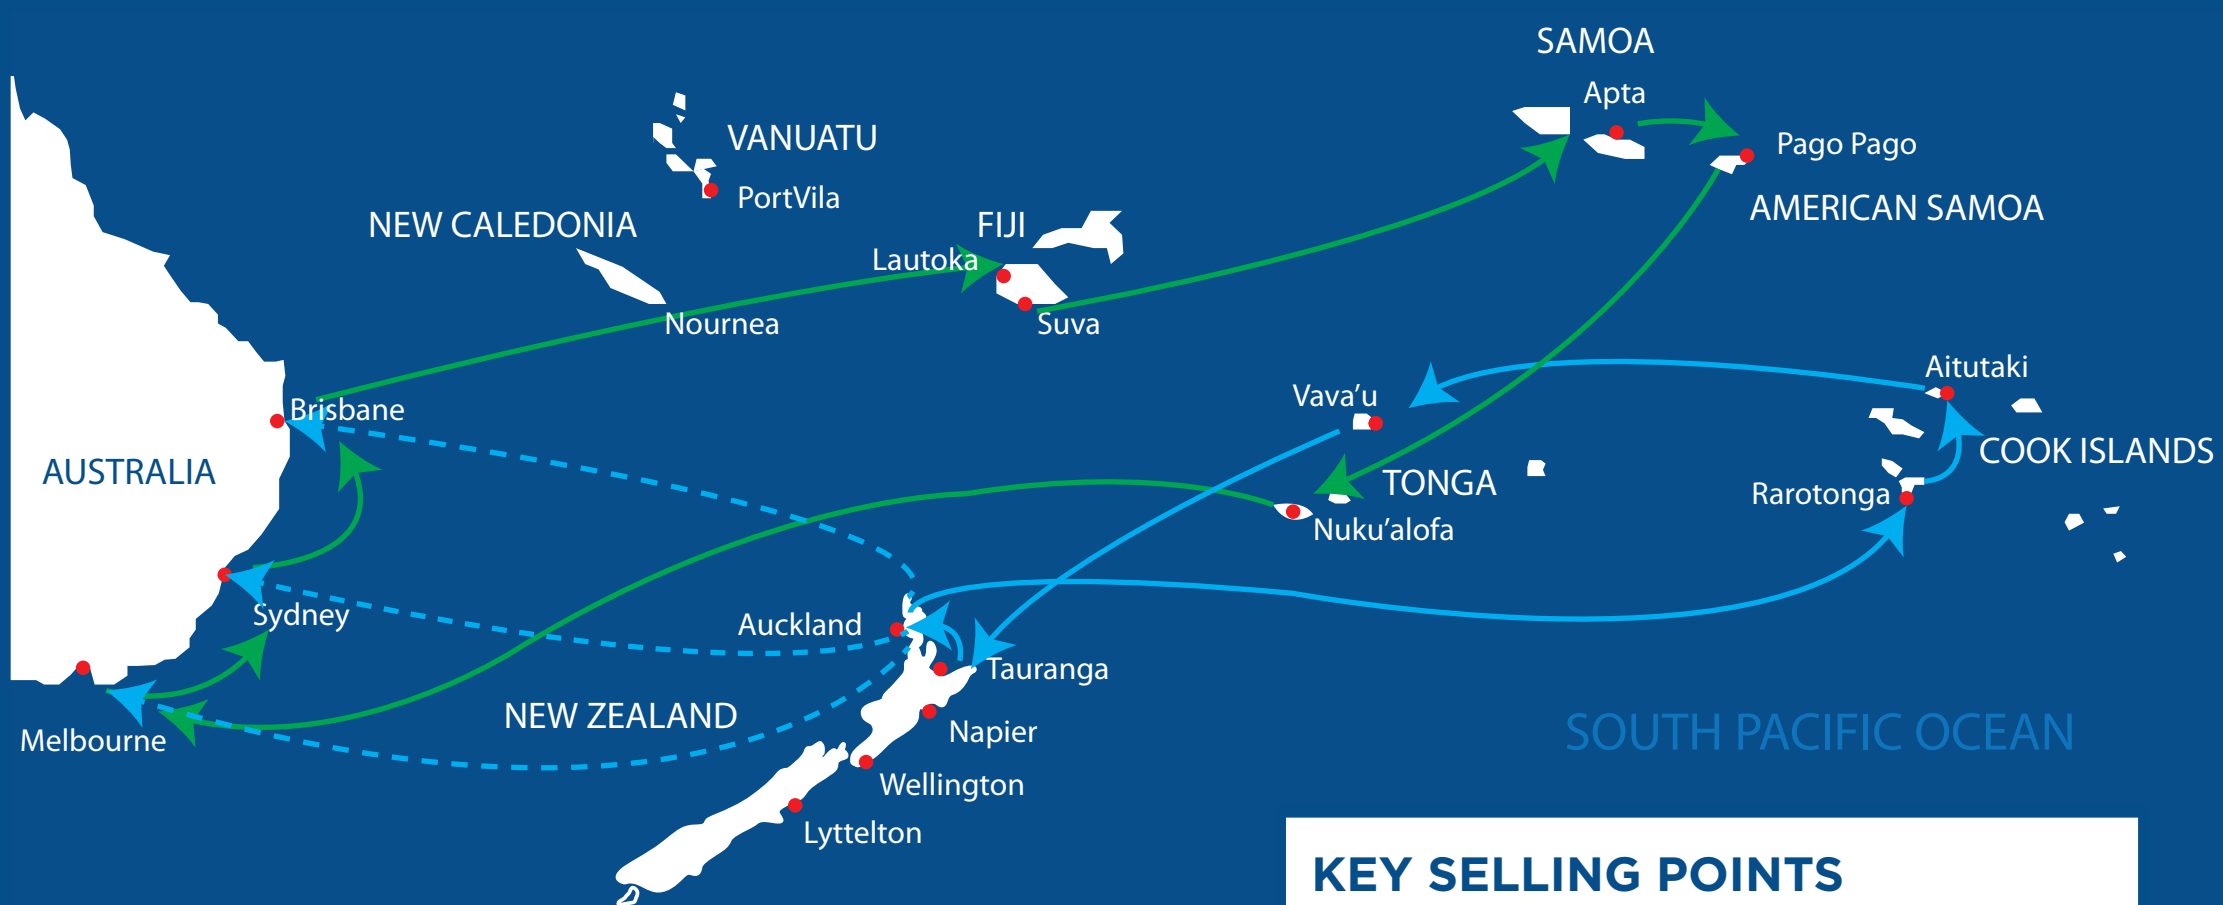 SAMOA
Apta
VANUATU
Pago Pago
PortVila
AMERICAN SAMOA
NEW CALEDONIA
FIJI
Lautoka
Nournea
Suva
Aitutaki
Vava’u
Brisbane
COOK ISLANDS
AUSTRALIA
TONGA
Rarotonga
Nuku’alofa
Sydney
Auckland
Tauranga
NEW ZEALAND
Napier
SOUTH PACIFIC OCEAN
Melbourne
Wellington
Lyttelton
KEY SELLING POINTS